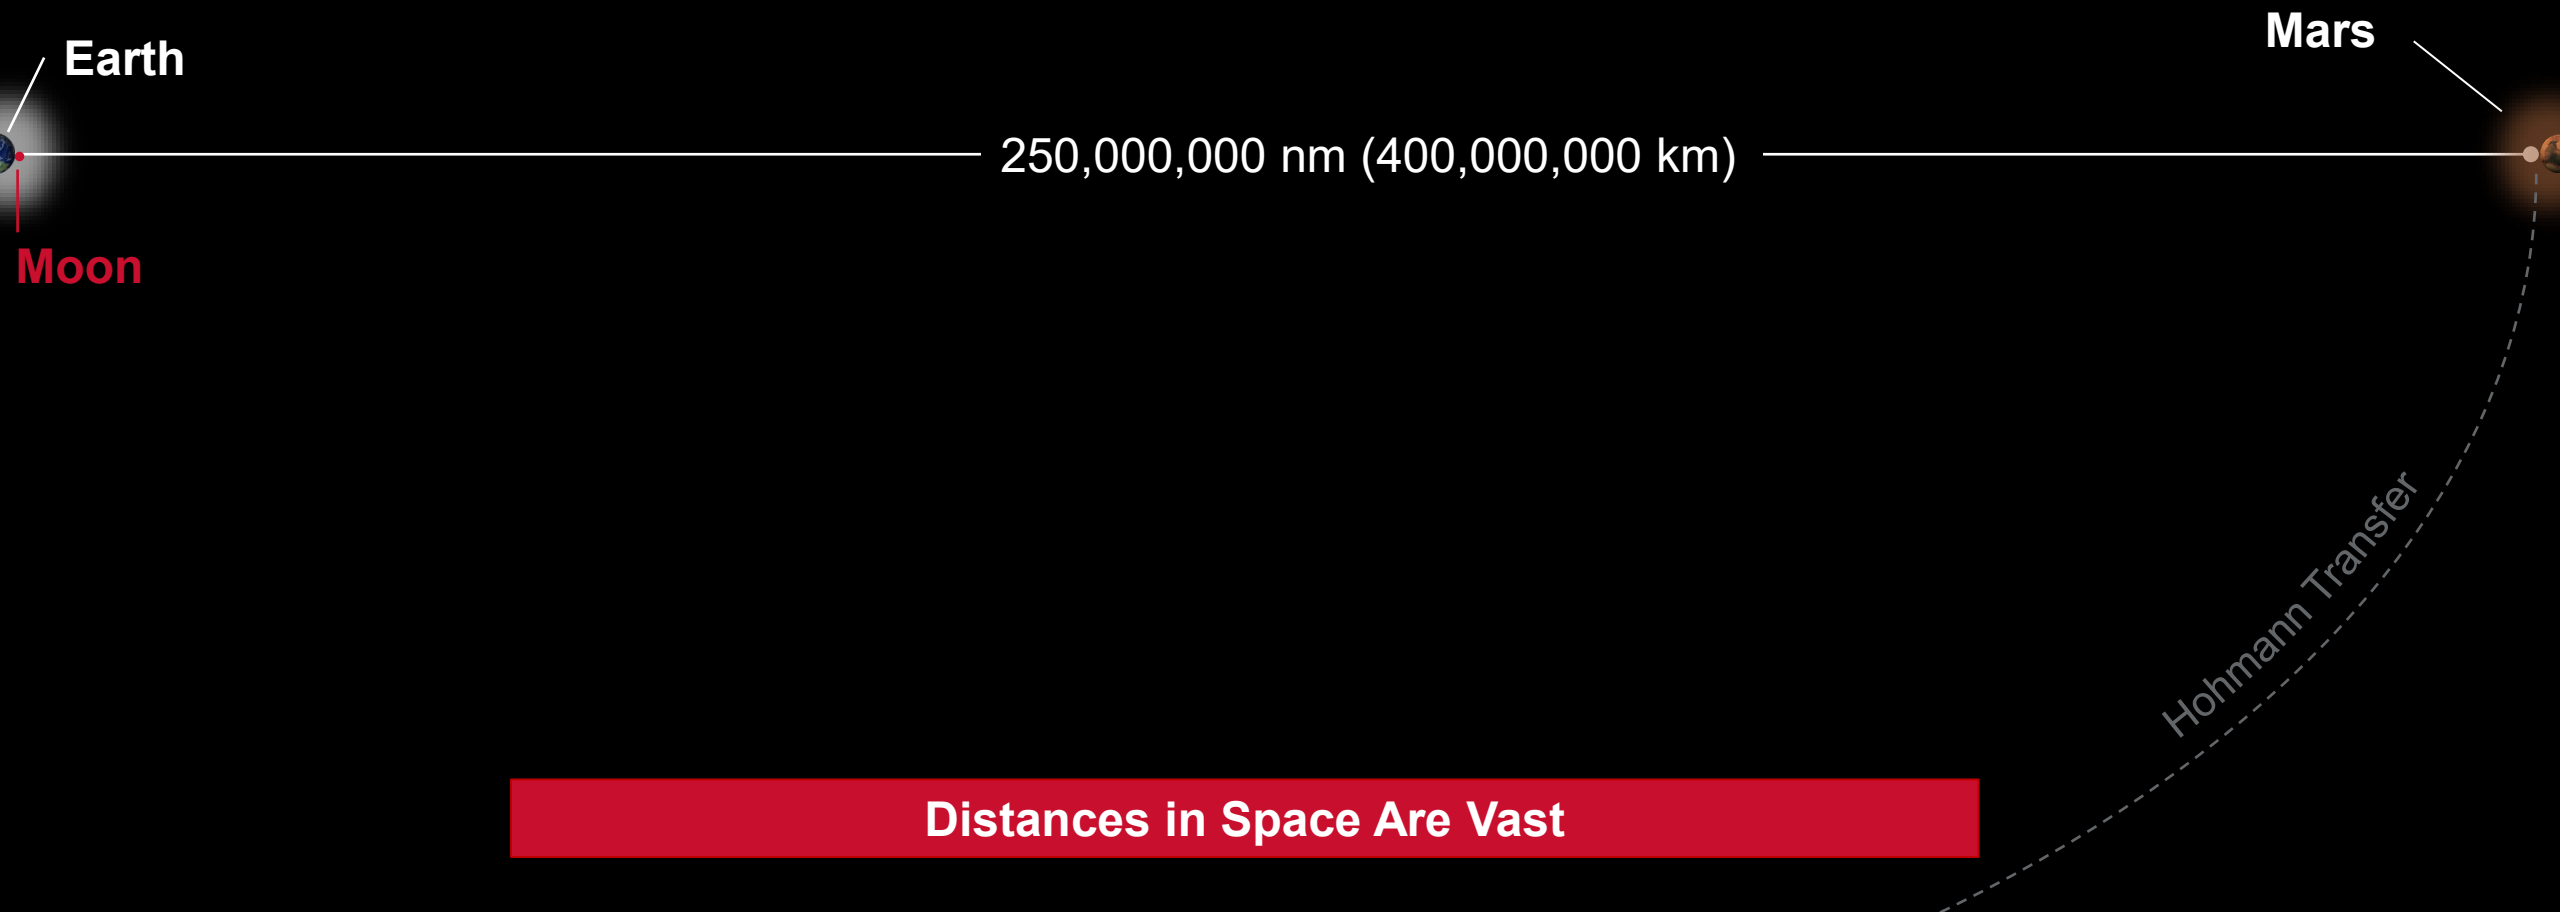 Earth
Mars
250,000,000 nm (400,000,000 km)
Moon
Hohmann Transfer
Distances in Space Are Vast